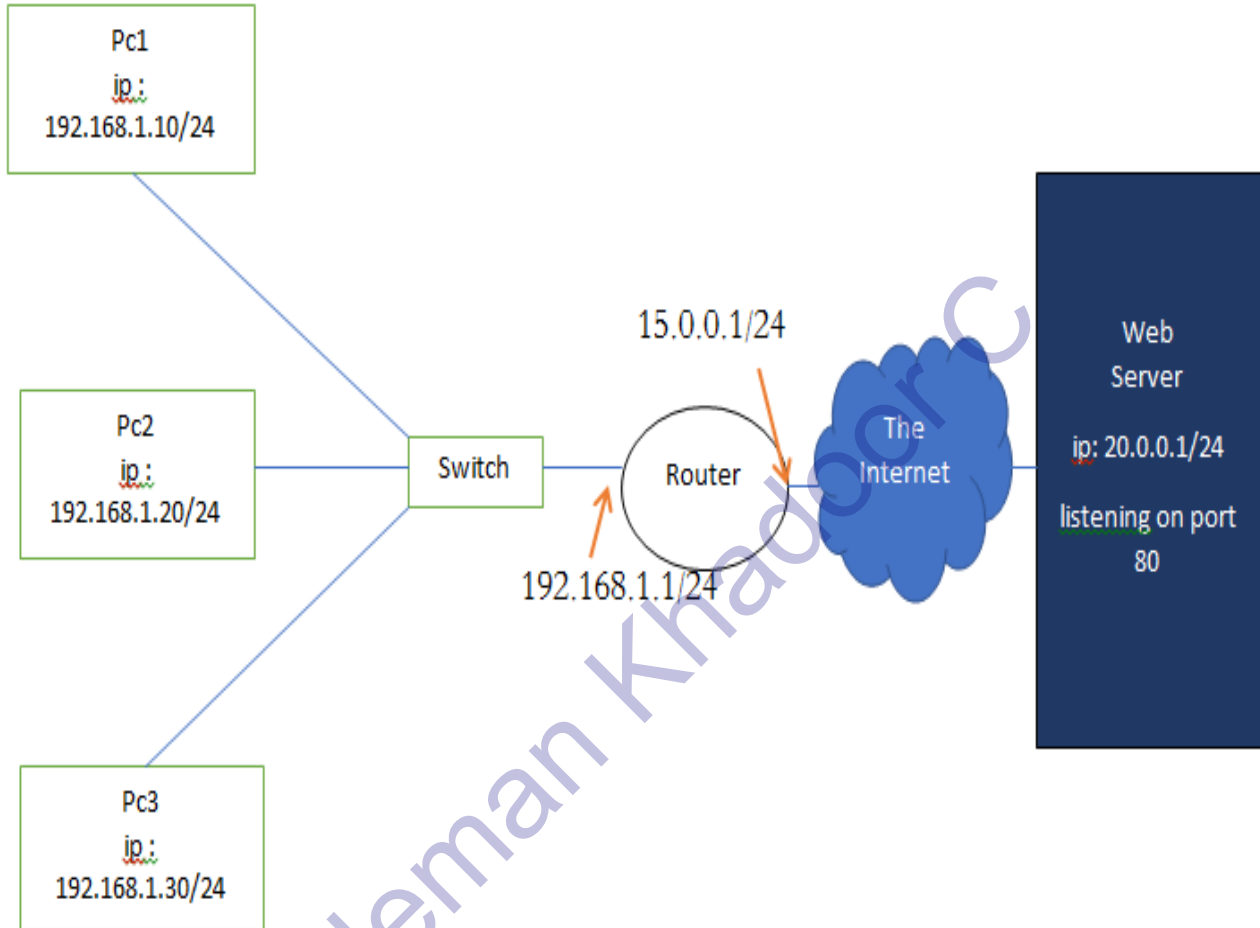 Pc1
ip :
192.168.1.10/24
15.0.0.1/24
Web
Server
ip: 20.0.0.1/24
listening on port
80
The
Internet
Pc2
ip :
192.168.1.20/24
Switch
Router
192.168.1.1/24
Pc3
ip :
192.168.1.30/24
Khadoor C